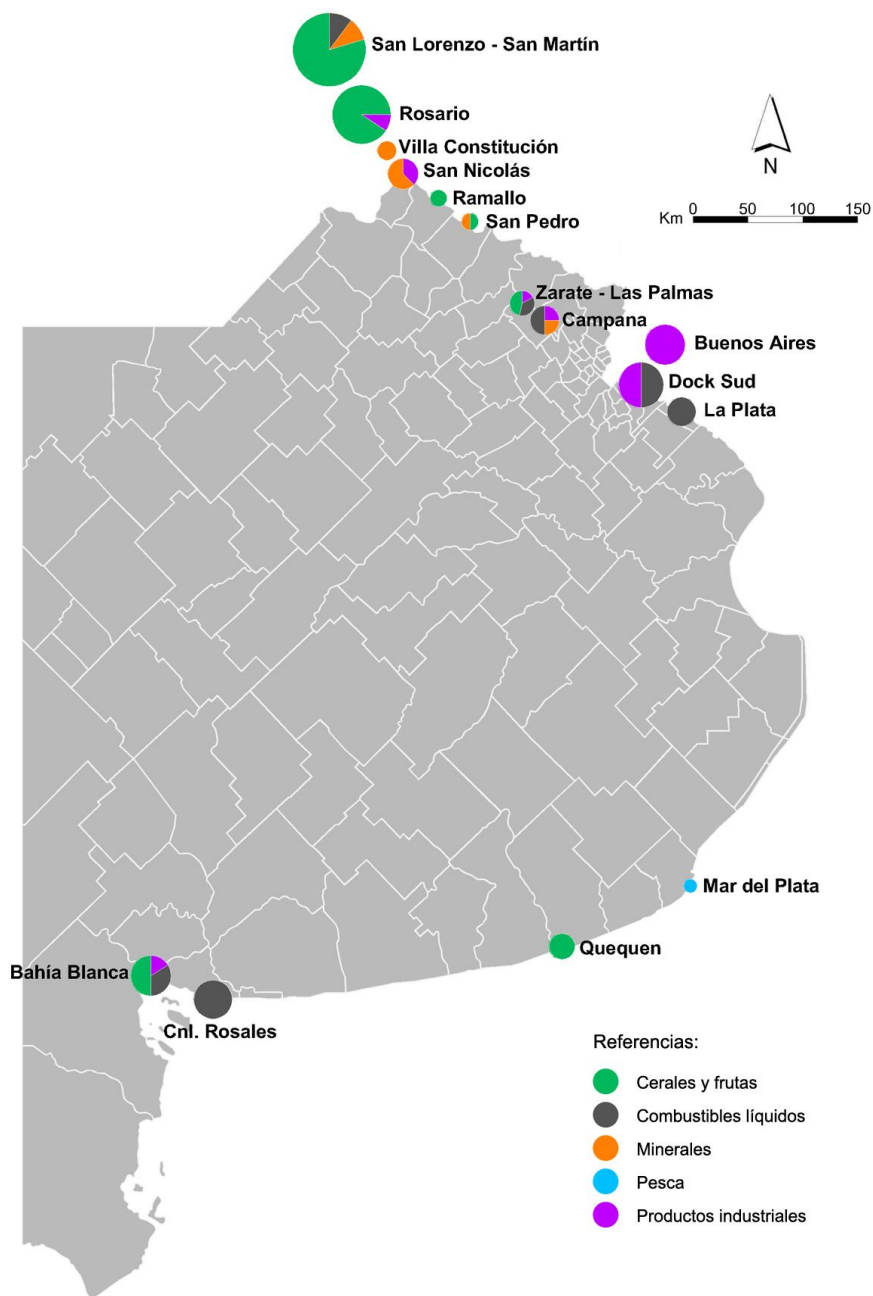 San Lorenzo - San Martín
Rosario
Villa Constitución
San Nicolás
Ramallo
San Pedro
N
Km 0 50 100 150
Zarate - Las Palmas
Campana
Buenos Aires
Dock Sud
La Plata
Mar del Plata
Quequen
Bahía Blanca
Cnl. Rosales
Referencias:
Cerales y frutas
Combustibles líquidos
Minerales
Pesca
Productos industriales